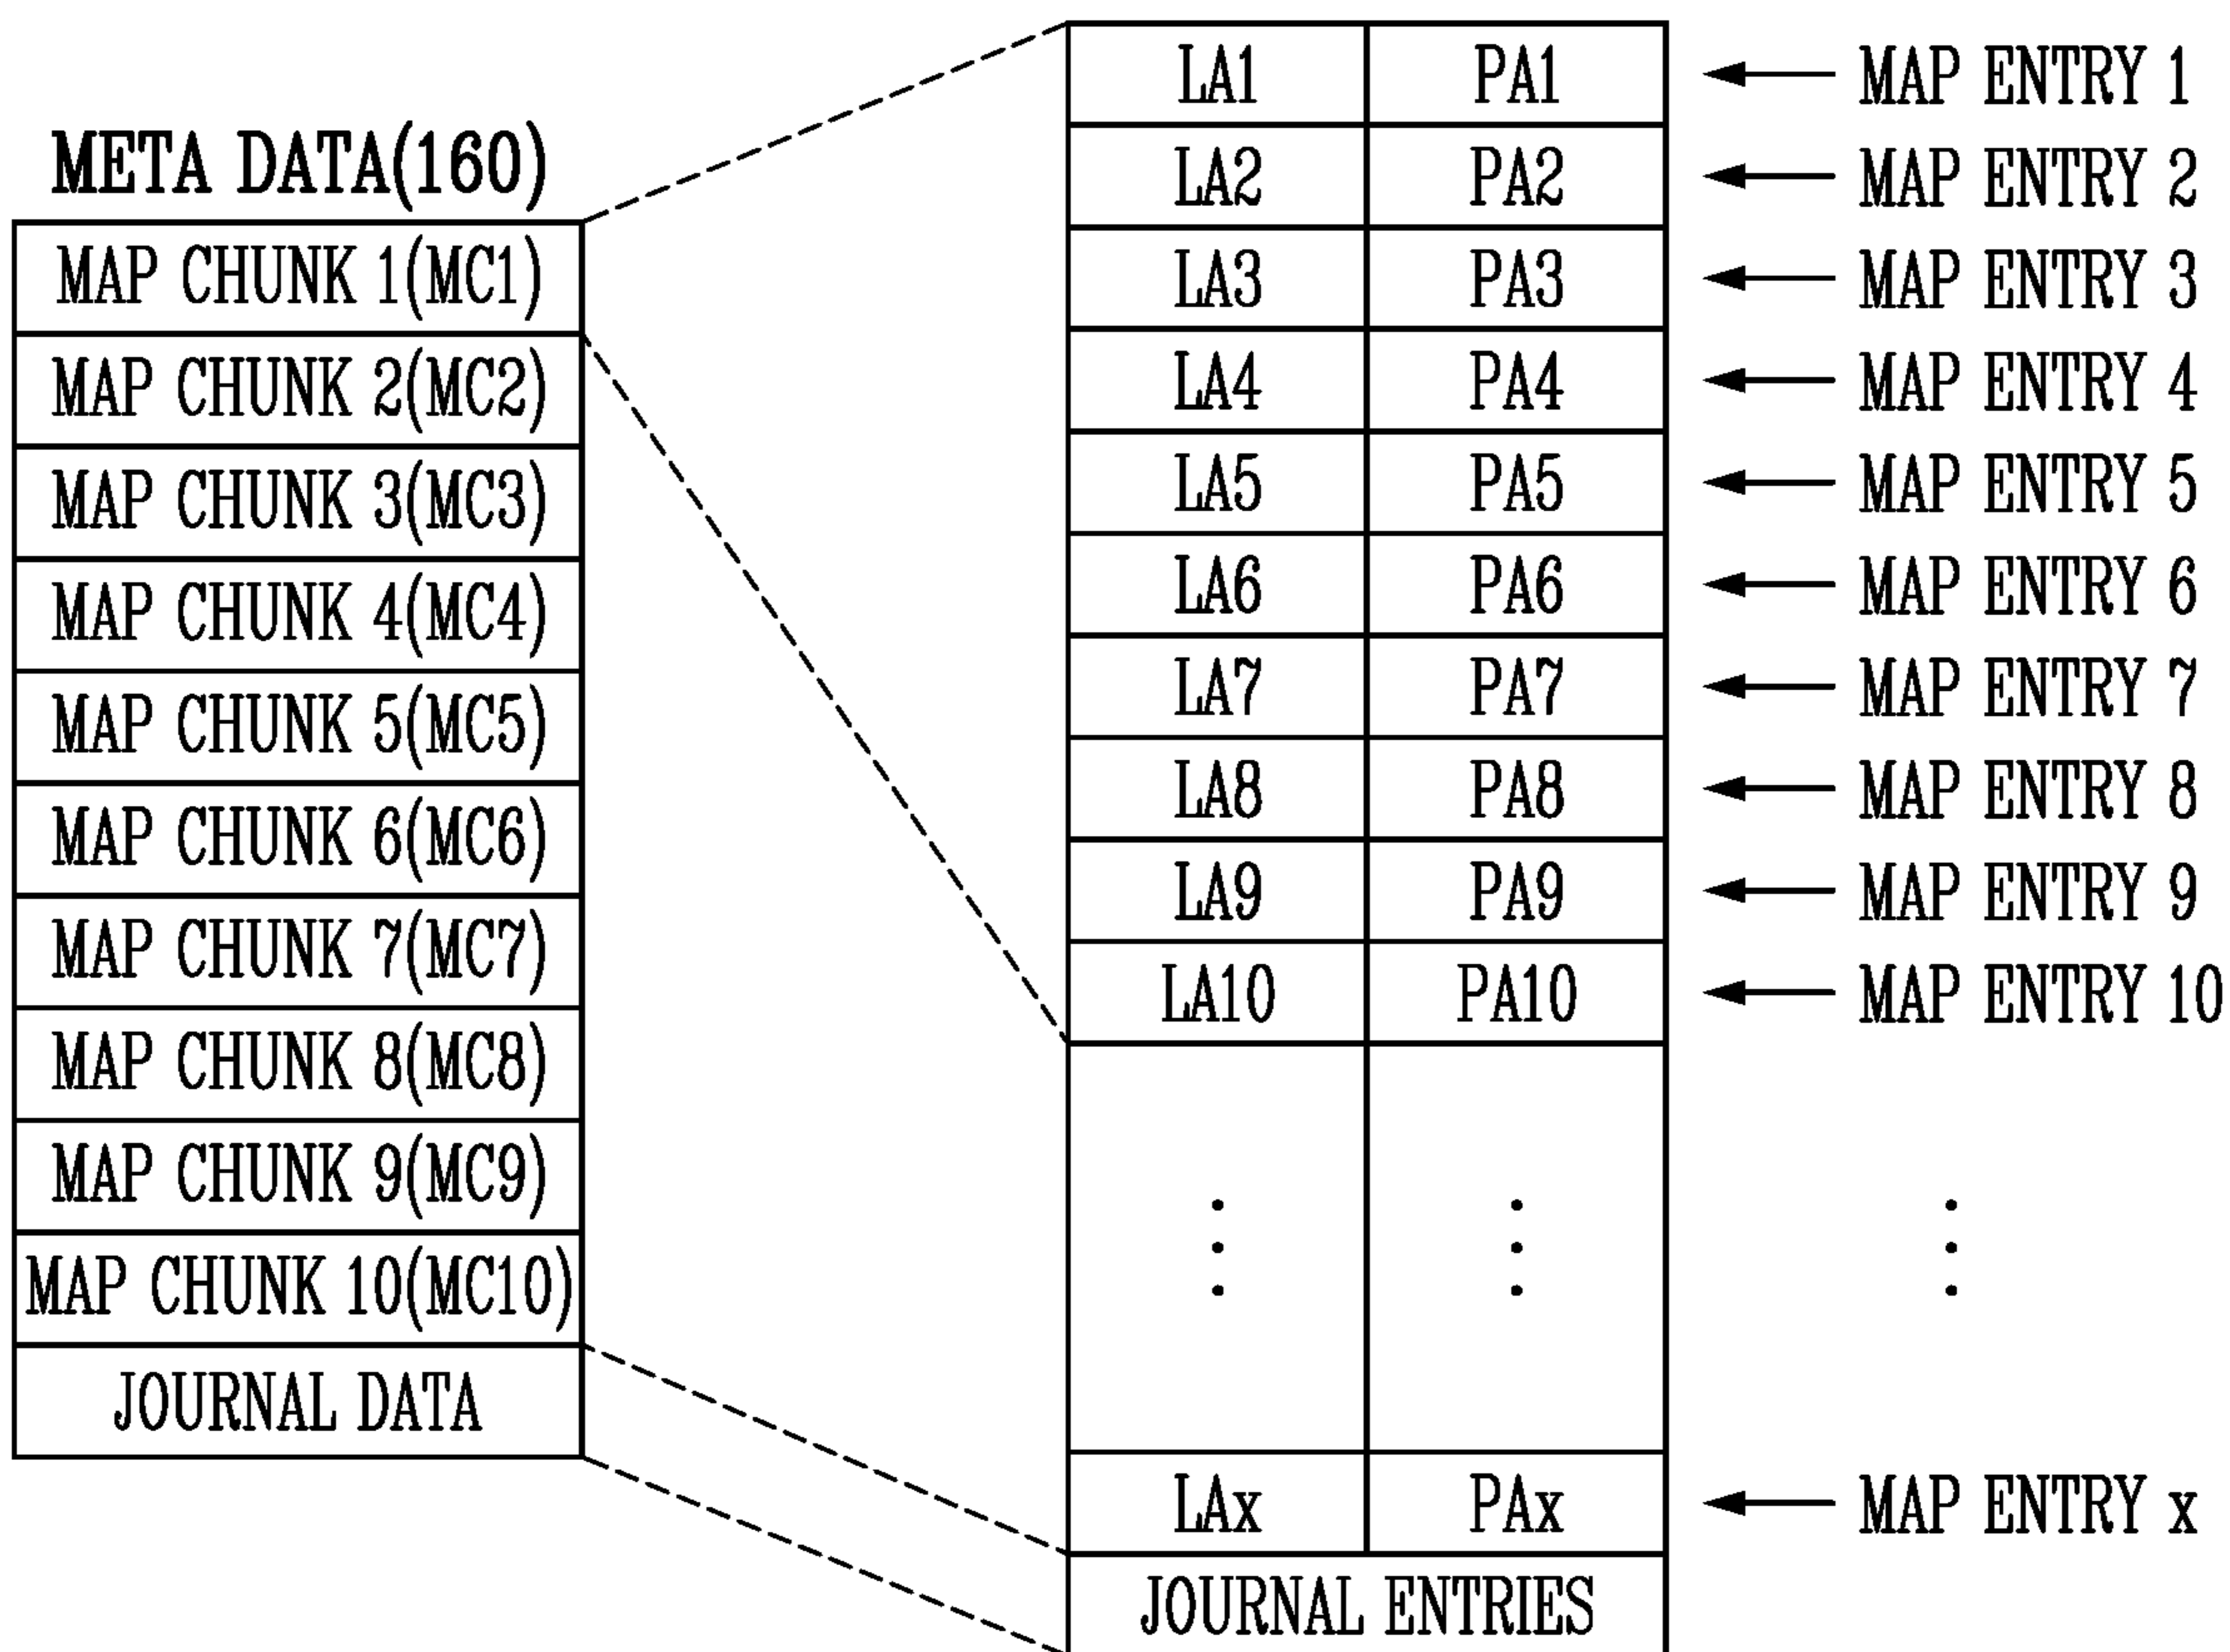 META DATA(160)
MAP CHUNK 1(MC1)
MAP CHUNK 2(MC2)
MAP CHUNK 3(MC3)
MAP CHUNK 4(MC4)
MAP CHUNK 5(MC5)
MAP CHUNK 6(MC6)
MAP CHUNK 7(MC7)
MAP CHUNK 8(MC8)
MAP CHUNK 9(MC9)
MAP CHUNK 10(MC10)
JOURNAL DATA
LA1 PA1 MAP ENTRY 1
LA2 PA2 MAP ENTRY 2
LA3 PA3 MAP ENTRY 3
LA4 PA4 MAP ENTRY 4
LA5 PA5 MAP ENTRY 5
LA6 PA6 MAP ENTRY 6
LA7 PA7 MAP ENTRY 7
LA8 PA8 MAP ENTRY 8
LA9 PA9 MAP ENTRY 9
LA10 PA10 MAP ENTRY 10
LAx PAx MAP ENTRY x
JOURNAL ENTRIES